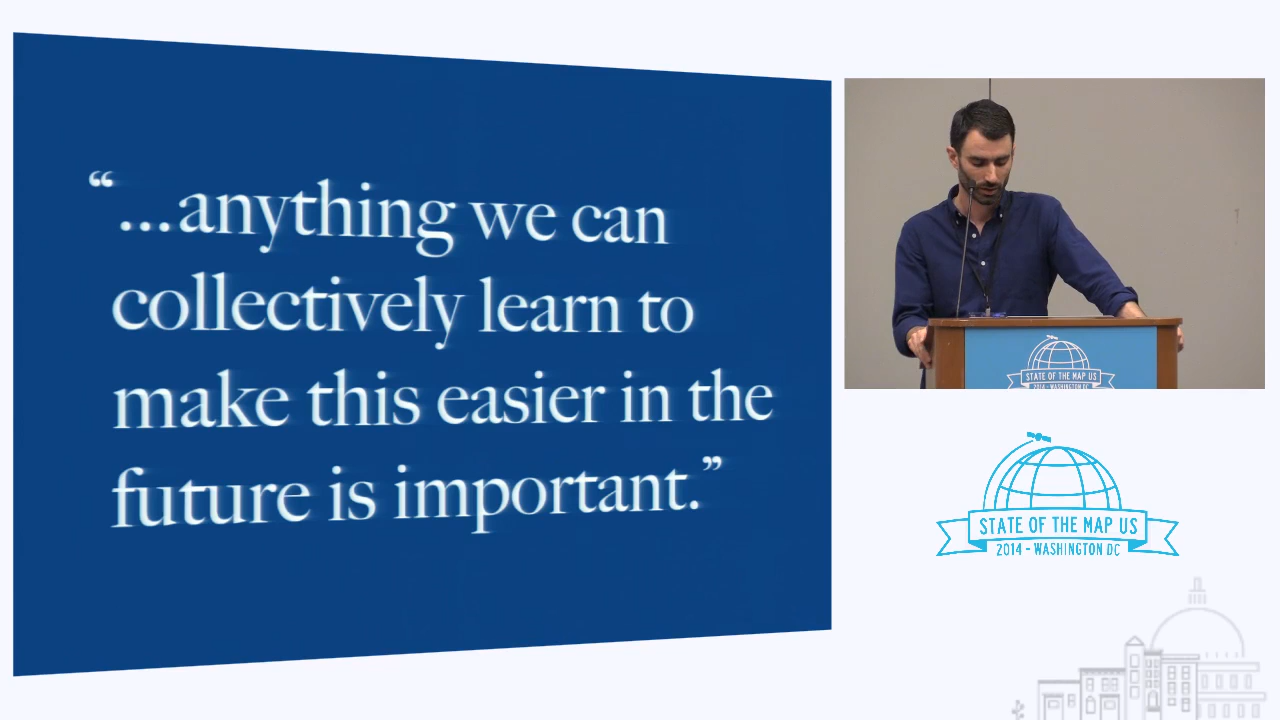 “...anything we can
collectively learn to
make this easier in the
future is important.”
STATE OF THE MAP US
2014 - WASHINGTON DC
STATE OF THE MAP US
2014 - WASHINGTON DC